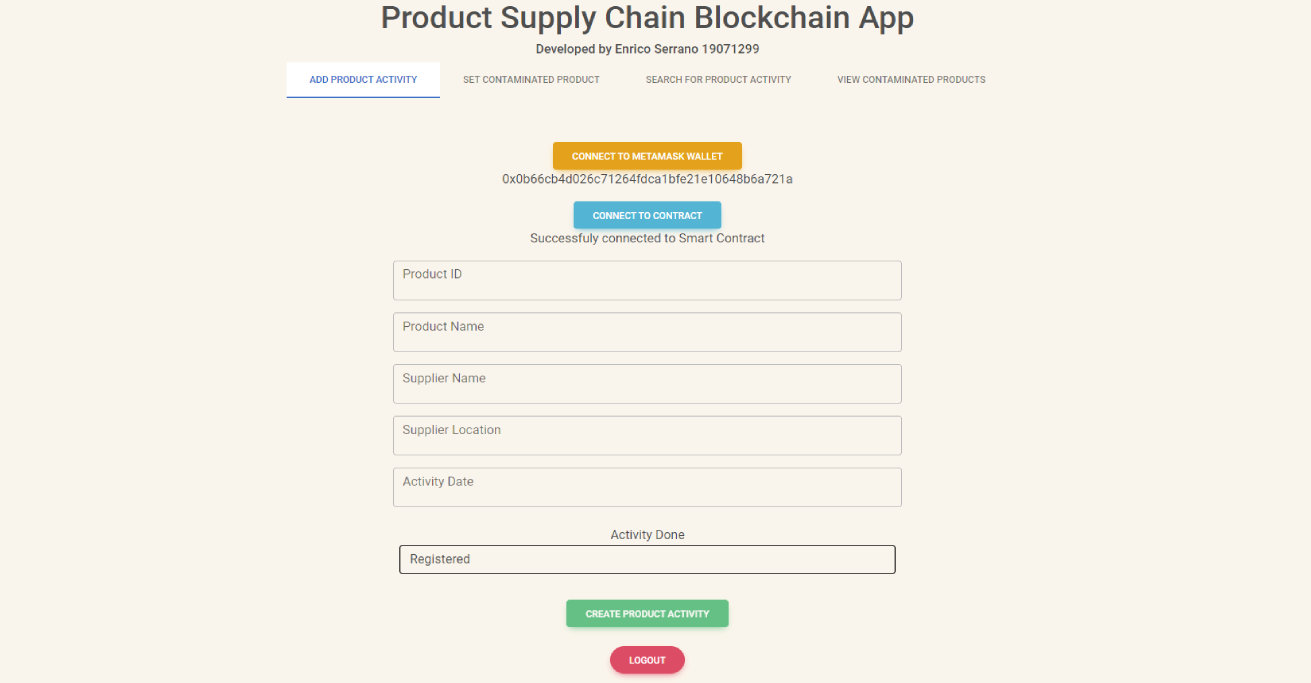 Product Supply Chain Blockchain App
Developed by Enrico Serrano 19071299
ADD PRODUCT ACTIVITY SET CONTAMINATED PRODUCT SEARCH FOR PRODUCT ACTIVITY VIEW CONTAMINATED PRODUCTS
CONNECT TO METAMASK WALLET
0x0b66cb4d026c71264fdca1bfe21e10648b6a721a
CONNECT TO CONTRACT
Successfuly connected to Smart Contract
Product ID
Product Name
Supplier Name
Supplier Location
Activity Date
Activity Done
Registered
CREATE PRODUCT ACTIVITY
LOGOUT